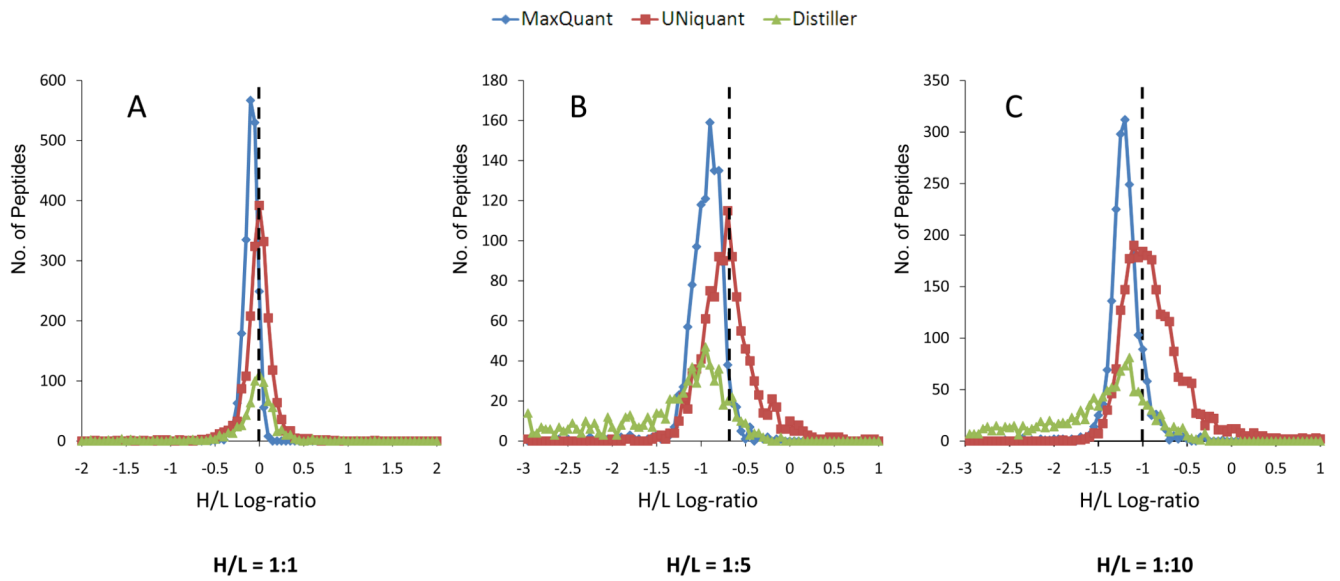 MaxQuant UNiquant Distiller
A
No. of Peptides
600
500
400
300
200
100
0
-2 -1.5 -1 -0.5 0 0.5 1 1.5 2
H/L Log-ratio
H/L = 1:1
B
No. of Peptides
180
160
140
120
100
80
60
40
20
0
-3 -2.5 -2 -1.5 -1 -0.5 0 0.5 1
H/L Log-ratio
H/L = 1:5
C
No. of Peptides
350
300
250
200
150
100
50
0
-3 -2.5 -2 -1.5 -1 -0.5 0 0.5 1
H/L Log-ratio
H/L = 1:10